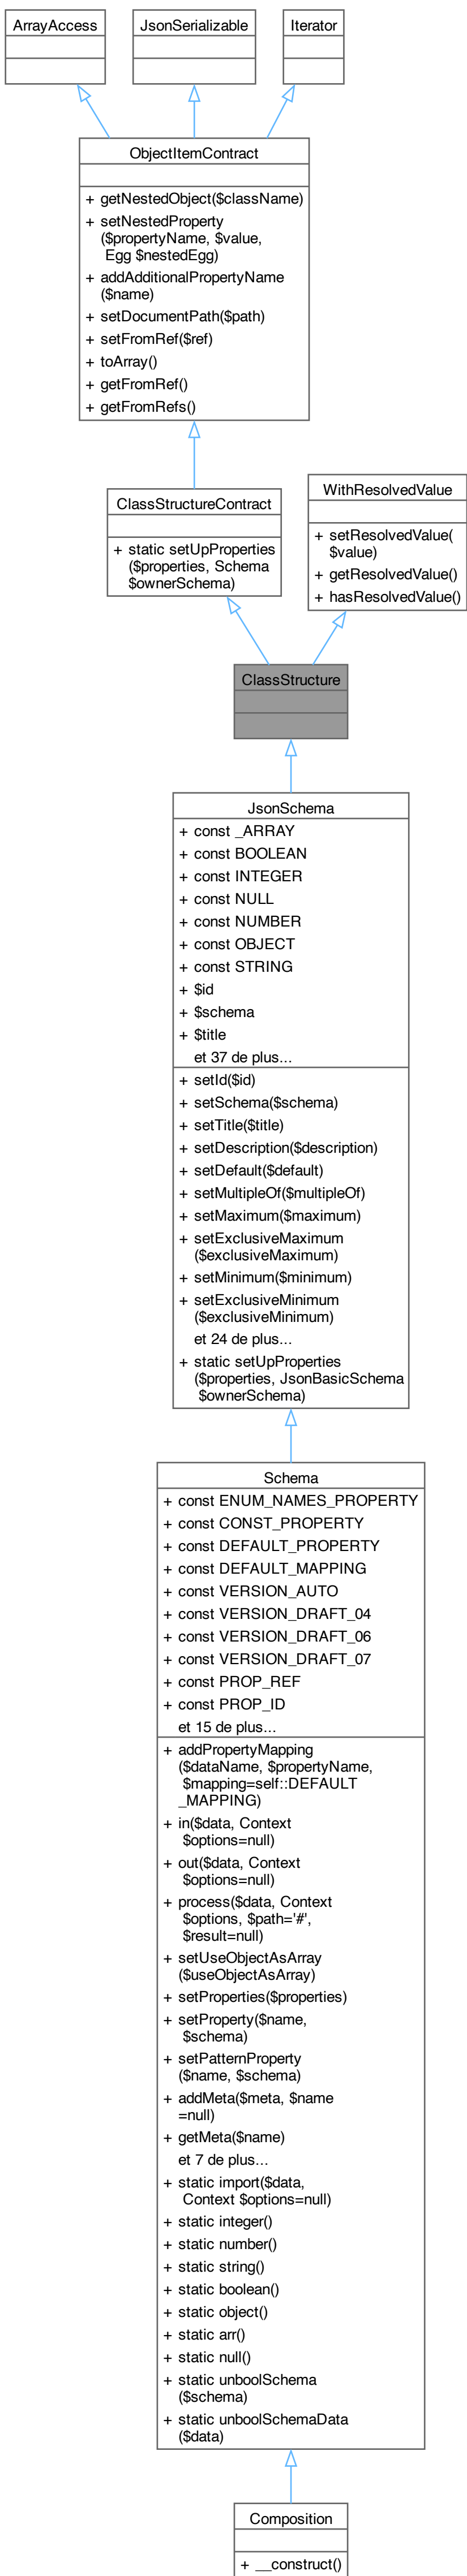 ArrayAccess
JsonSerializable
Iterator
ObjectItemContract
+ getNestedObject($className)
+ setNestedProperty
($propertyName, $value,
Egg $nestedEgg)
+ addAdditionalPropertyName
($name)
+ setDocumentPath($path)
+ setFromRef($ref)
+ toArray()
+ getFromRef()
+ getFromRefs()
ClassStructureContract
+ static setUpProperties
($properties, Schema
$ownerSchema)
WithResolvedValue
+ setResolvedValue(
$value)
+ getResolvedValue()
+ hasResolvedValue()
ClassStructure
JsonSchema
+ const _ARRAY
+ const BOOLEAN
+ const INTEGER
+ const NULL
+ const NUMBER
+ const OBJECT
+ const STRING
+ $id
+ $schema
+ $title
et 37 de plus...
+ setId($id)
+ setSchema($schema)
+ setTitle($title)
+ setDescription($description)
+ setDefault($default)
+ setMultipleOf($multipleOf)
+ setMaximum($maximum)
+ setExclusiveMaximum
($exclusiveMaximum)
+ setMinimum($minimum)
+ setExclusiveMinimum
($exclusiveMinimum)
et 24 de plus...
+ static setUpProperties
($properties, JsonBasicSchema
$ownerSchema)
Schema
+ const ENUM_NAMES_PROPERTY
+ const CONST_PROPERTY
+ const DEFAULT_PROPERTY
+ const DEFAULT_MAPPING
+ const VERSION_AUTO
+ const VERSION_DRAFT_04
+ const VERSION_DRAFT_06
+ const VERSION_DRAFT_07
+ const PROP_REF
+ const PROP_ID
et 15 de plus...
+ addPropertyMapping
($dataName, $propertyName,
$mapping=self::DEFAULT
_MAPPING)
+ in($data, Context
$options=null)
+ out($data, Context
$options=null)
+ process($data, Context
$options, $path='#',
$result=null)
+ setUseObjectAsArray
($useObjectAsArray)
+ setProperties($properties)
+ setProperty($name,
$schema)
+ setPatternProperty
($name, $schema)
+ addMeta($meta, $name
=null)
+ getMeta($name)
et 7 de plus...
+ static import($data,
Context $options=null)
+ static integer()
+ static number()
+ static string()
+ static boolean()
+ static object()
+ static arr()
+ static null()
+ static unboolSchema
($schema)
+ static unboolSchemaData
($data)
Composition
+ __construct()